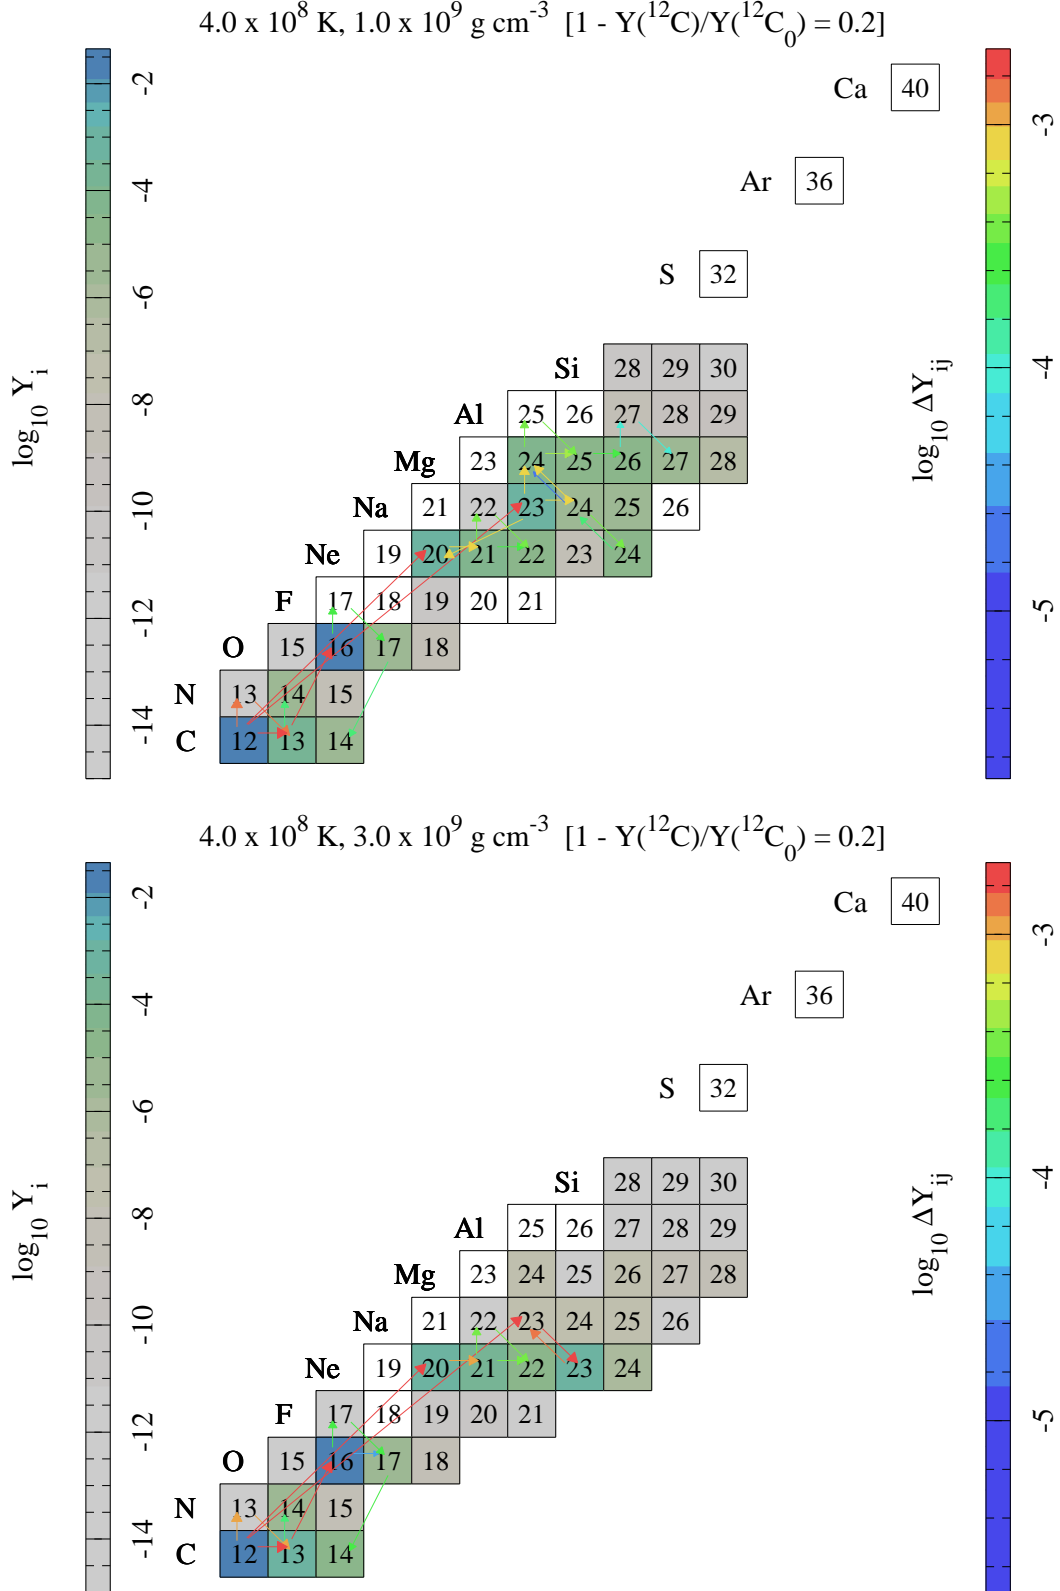 4.0 x 10^8 K, 1.0 x 10^9 g cm^-3 [1 - Y(^12C)/Y(^12C_0) = 0.2]
Ca 40
Ar 36
S 32
Si 28 29 30
Al 25 26 27 28 29
Mg 23 24 25 26 27 28
Na 21 22 23 24 25 26
Ne 19 20 21 22 23 24
F 17 18 19 20 21
O 15 16 17 18
N 13 14 15
C 12 13 14
log_10 Y_i
-2
-4
-6
-8
-10
-12
-14
log_10 ΔY_ij
-3
-4
-5
4.0 x 10^8 K, 3.0 x 10^9 g cm^-3 [1 - Y(^12C)/Y(^12C_0) = 0.2]
Ca 40
Ar 36
S 32
Si 28 29 30
Al 25 26 27 28 29
Mg 23 24 25 26 27 28
Na 21 22 23 24 25 26
Ne 19 20 21 22 23 24
F 17 18 19 20 21
O 15 16 17 18
N 13 14 15
C 12 13 14
log_10 Y_i
-2
-4
-6
-8
-10
-12
-14
log_10 ΔY_ij
-3
-4
-5